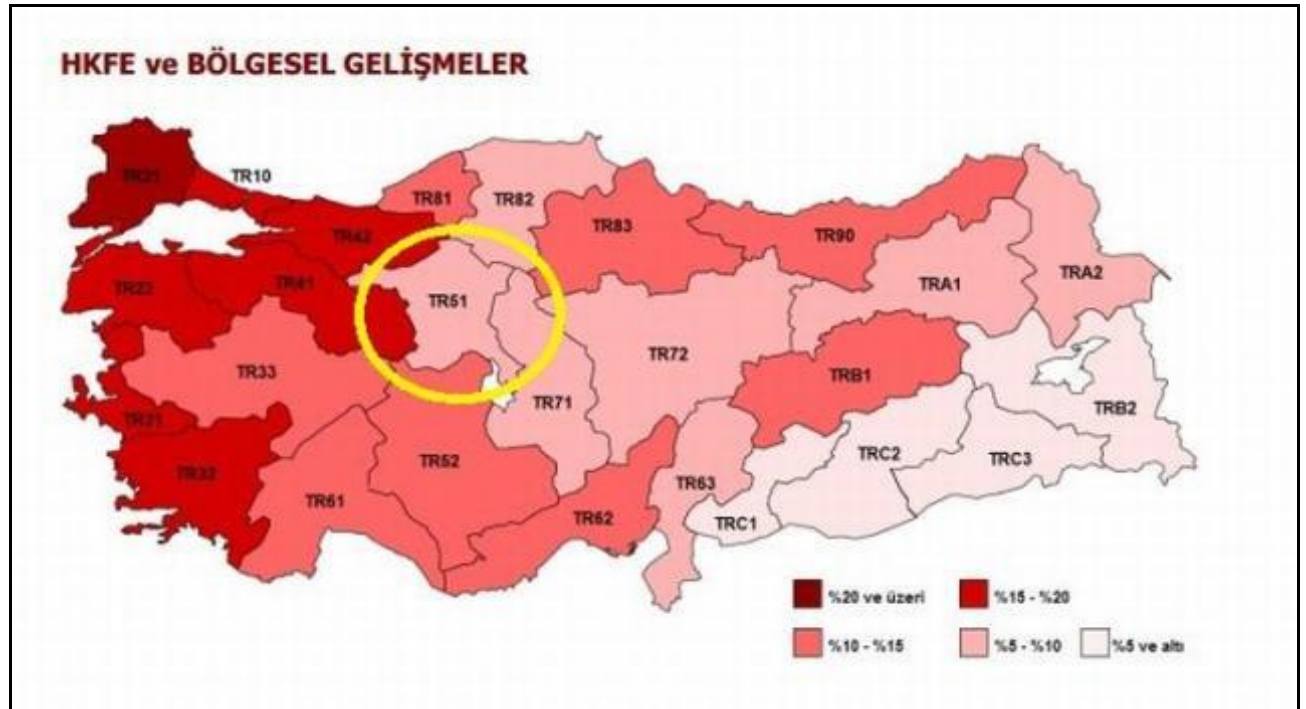 HKFE ve BÖLGESEL GELİŞMELER
TR21
TR10
TR81
TR82
TR42
TR83
TR90
TR22
TR41
TR51
TRA1
TRA2
TR33
TR72
TRB1
TR31
TR71
TRB2
TR32
TR52
TRC2
TRC3
TR61
TR63
TR62
TRC1
%20 ve üzeri
%15 - %20
%10 - %15
%5 - %10
%5 ve altı